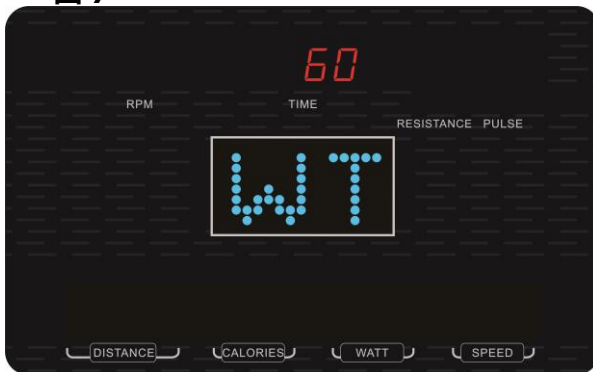 60
RPM TIME
RESISTANCE PULSE
WT
DISTANCE CALORIES WATT SPEED